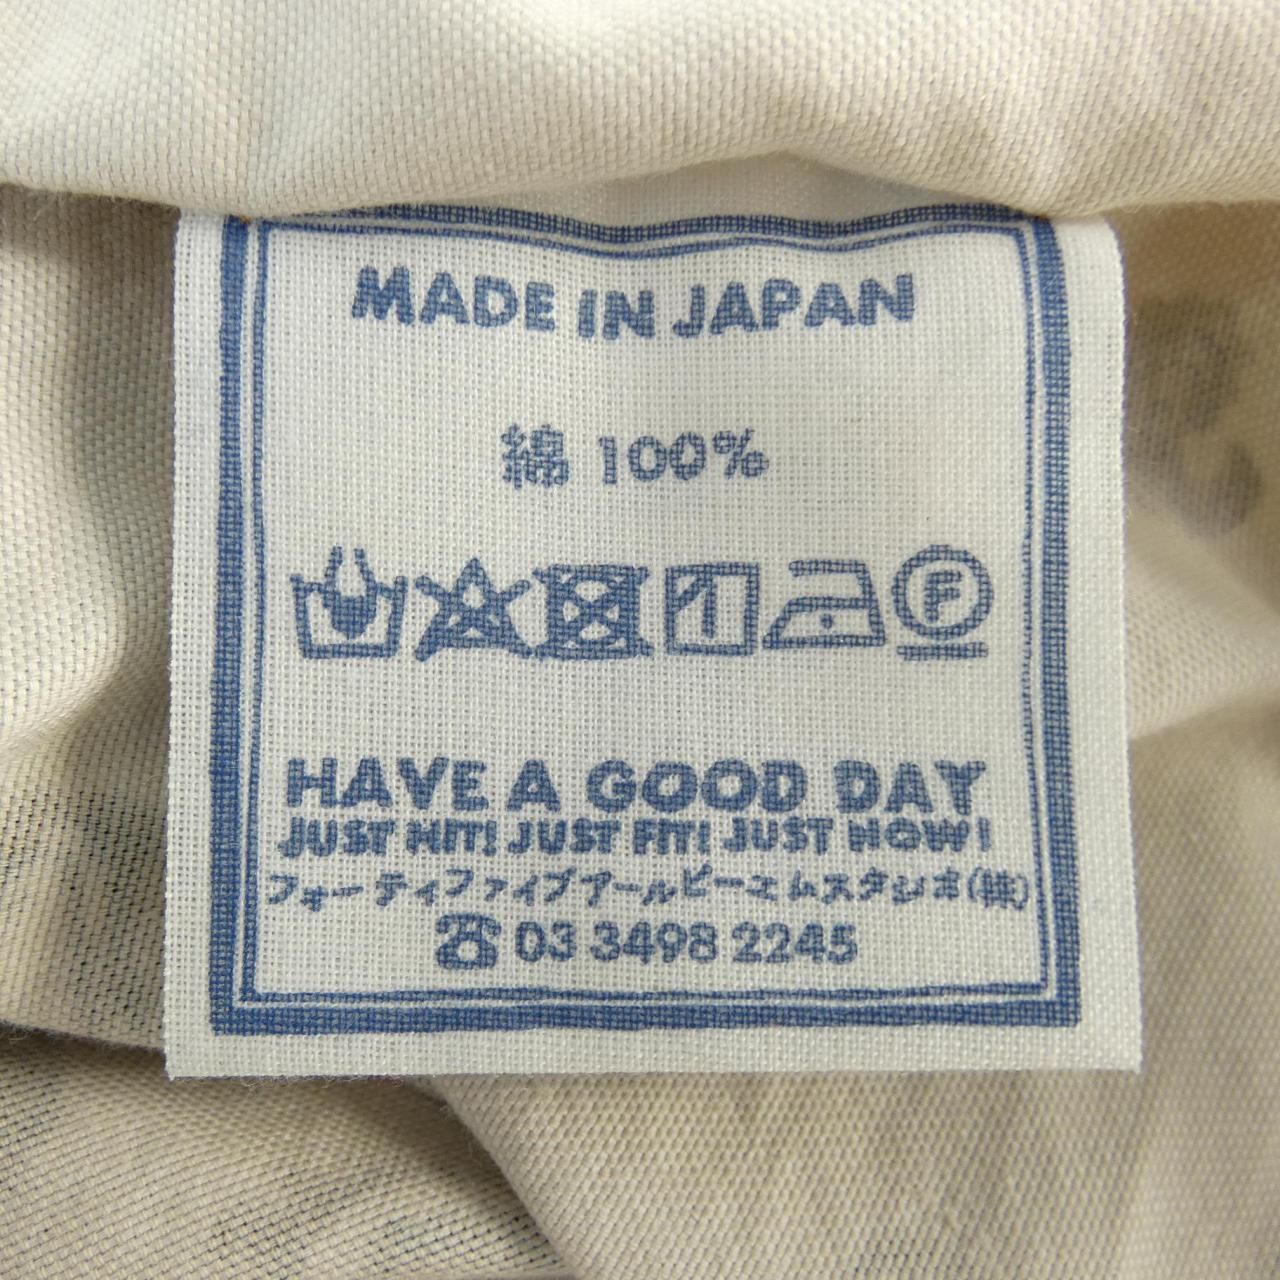 MADE IN JAPAN
綿 100%
F
HAVE A GOOD DAY
JUST HIT! JUST FIT! JUST NOW!
フォーティファイブアールピーエムスタジオ(株)
☎ 03 3498 2245